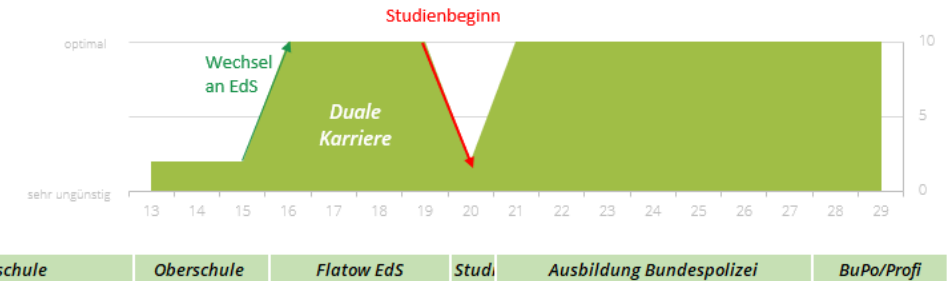 Studienbeginn
optimal
10
Wechsel
an EdS
Duale
Karriere
5
sehr ungünstig
0
13 14 15 16 17 18 19 20 21 22 23 24 25 26 27 28 29
schule Oberschule Flatow EdS Studi Ausbildung Bundespolizei BuPo/Profi